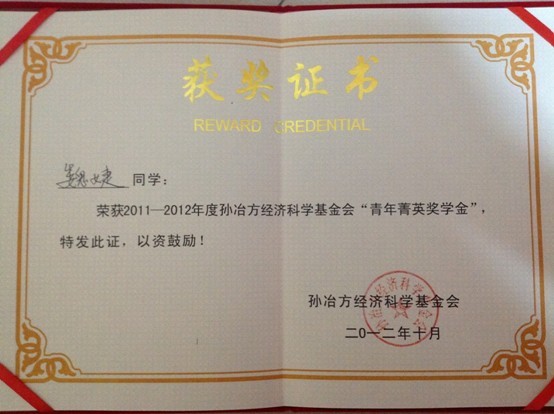 获奖证书
REWARD CREDENTIAL
同学：
荣获2011—2012年度孙冶方经济科学基金会“青年菁英奖学金”，
特发此证，以资鼓励！
孙冶方经济科学基金会
二0一二年十月